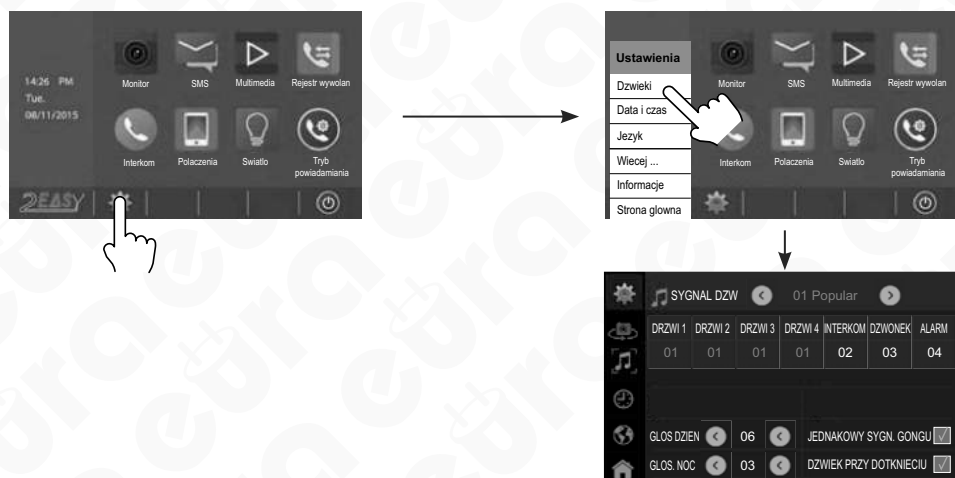 14:26 PM
Tue.
08/11/2015
Monitor
SMS
Multimedia
Rejestr wywolan
Interkom
Polaczenia
Swiatlo
Tryb
powiadamiania
2EASY
Ustawienia
Dzwieki
Data i czas
Jezyk
Wiecej ...
Informacje
Strona glowna
Monitor
SMS
Multimedia
Rejestr wywolan
Interkom
Polaczenia
Swiatlo
Tryb
powiadamiania
SYGNAL DZW 01 Popular
DRZWI 1 DRZWI 2 DRZWI 3 DRZWI 4 INTERKOM DZWONEK ALARM
01 01 01 01 02 03 04
GLOS DZIEN 06 JEDNAKOWY SYGN. GONGU
GLOS. NOC 03 DZWIEK PRZY DOTKNIECIU
eura